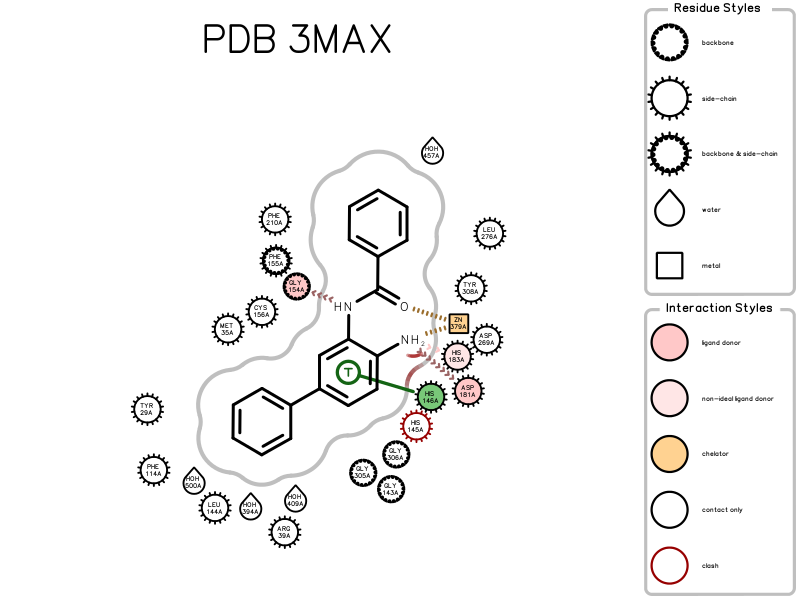 PDB 3MAX
HOH
457A
PHE
210A
LEU
276A
PHE
155A
GLY
154A
TYR
308A
CYS
156A
HN
O
ZN
379A
MET
35A
NH2
ASP
269A
HIS
183A
T
ASP
181A
HIS
146A
TYR
29A
HIS
145A
GLY
306A
PHE
114A
GLY
305A
HOH
500A
GLY
143A
LEU
144A
HOH
394A
HOH
409A
ARG
39A
Residue Styles
backbone
side-chain
backbone & side-chain
water
metal
Interaction Styles
ligand donor
non-ideal ligand donor
chelator
contact only
clash